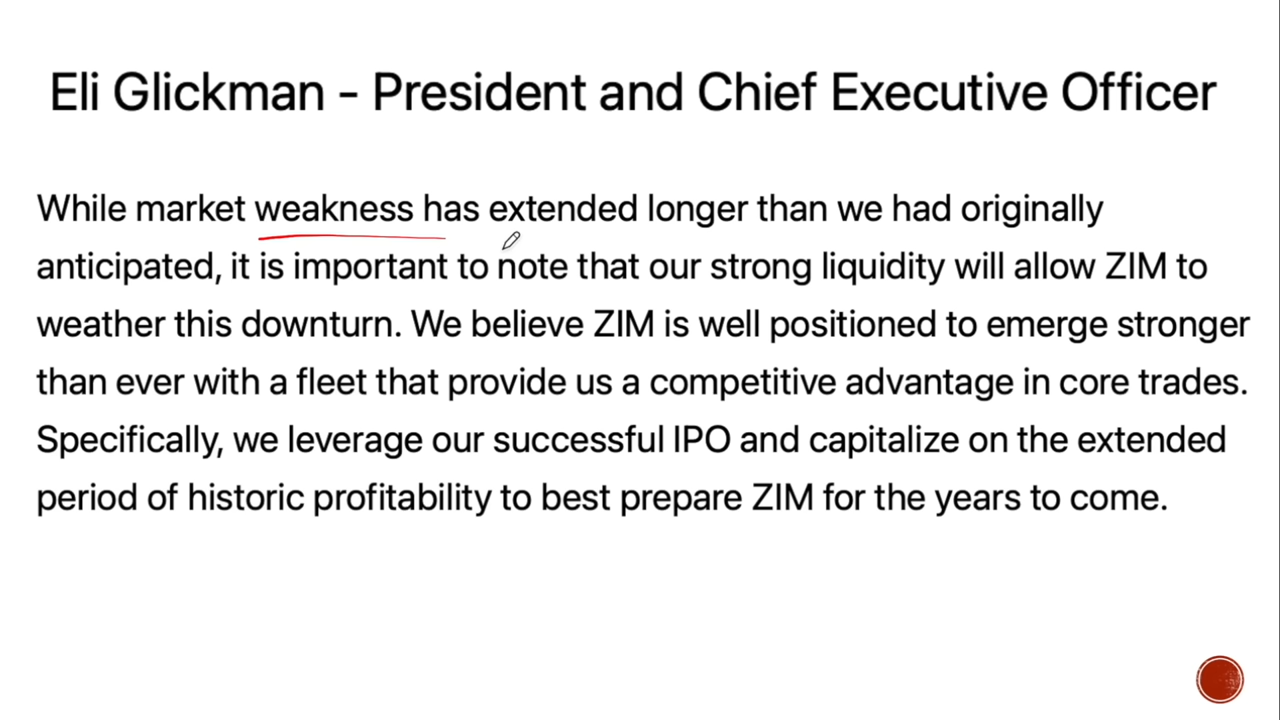 Eli Glickman - President and Chief Executive Officer
While market weakness has extended longer than we had originally
anticipated, it is important to note that our strong liquidity will allow ZIM to
weather this downturn. We believe ZIM is well positioned to emerge stronger
than ever with a fleet that provide us a competitive advantage in core trades.
Specifically, we leverage our successful IPO and capitalize on the extended
period of historic profitability to best prepare ZIM for the years to come.